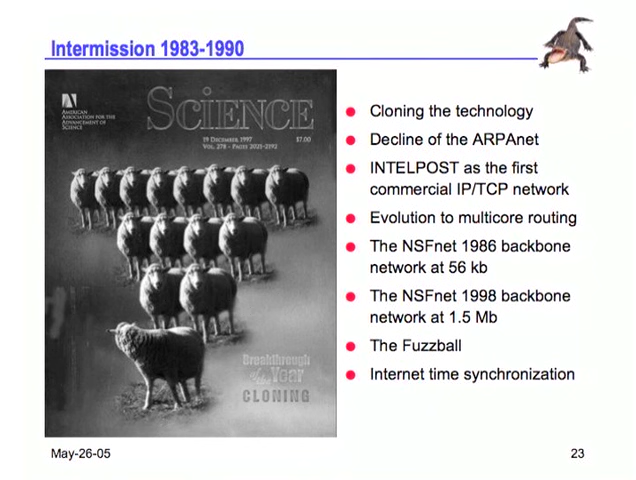 Intermission 1983-1990
AMERICAN
ASSOCIATION FOR THE
ADVANCEMENT OF
SCIENCE
SCIENCE
19 DECEMBER 1997
$7.00
VOL. 278 • PAGES 2021-2192
Breakthrough
of the Year
CLONING
Cloning the technology
Decline of the ARPAnet
INTELPOST as the first
commercial IP/TCP network
Evolution to multicore routing
The NSFnet 1986 backbone
network at 56 kb
The NSFnet 1998 backbone
network at 1.5 Mb
The Fuzzball
Internet time synchronization
May-26-05
23